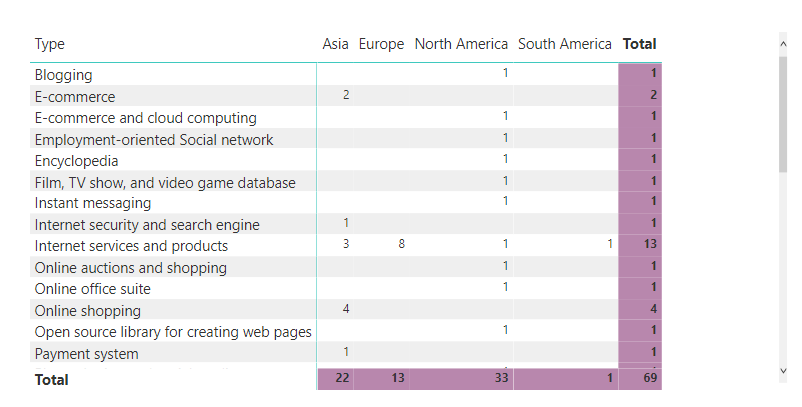 Type Asia Europe North America South America Total
Blogging 1 1
E-commerce 2 2
E-commerce and cloud computing 1 1
Employment-oriented Social network 1 1
Encyclopedia 1 1
Film, TV show, and video game database 1 1
Instant messaging 1 1
Internet security and search engine 1 1
Internet services and products 3 8 1 1 13
Online auctions and shopping 1 1
Online office suite 1 1
Online shopping 4 4
Open source library for creating web pages 1 1
Payment system 1 1
Total 22 13 33 1 69